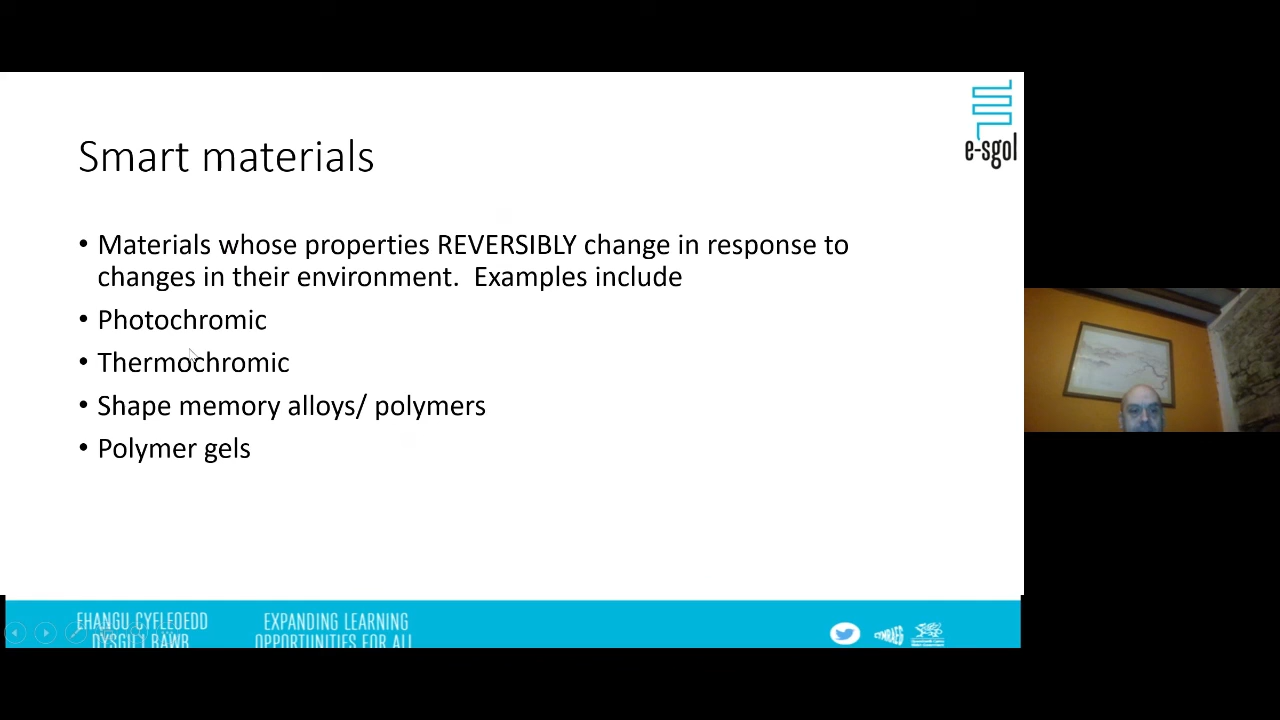 e-sgol
Smart materials
• Materials whose properties REVERSIBLY change in response to
changes in their environment. Examples include
• Photochromic
• Thermochromic
• Shape memory alloys/ polymers
• Polymer gels
EHANGU CYFLEOEDD
DYSGU I BAWB
EXPANDING LEARNING
OPPORTUNITIES FOR ALL